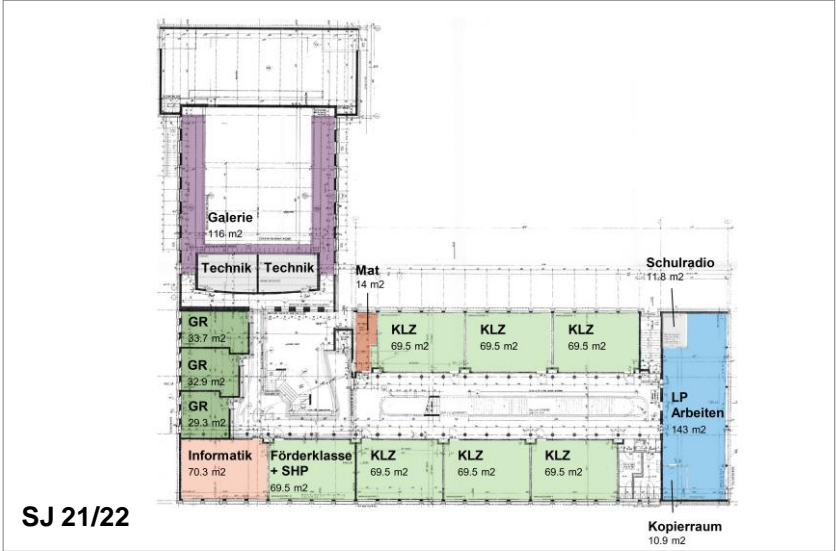 Galerie
116 m2
Technik
Technik
Mat
14 m2
Schulradio
11.8 m2
GR
33.7 m2
KLZ
69.5 m2
KLZ
69.5 m2
KLZ
69.5 m2
GR
32.9 m2
GR
29.3 m2
LP
Arbeiten
143 m2
Informatik
70.3 m2
Förderklasse
+ SHP
69.5 m2
KLZ
69.5 m2
KLZ
69.5 m2
KLZ
69.5 m2
SJ 21/22
Kopierraum
10.9 m2